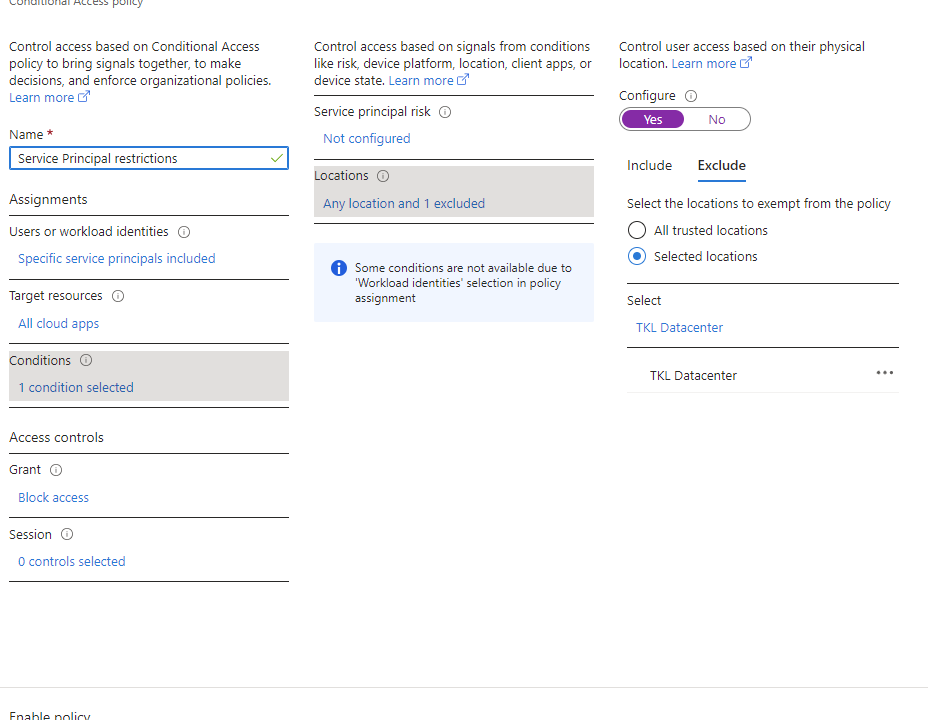 Conditional Access policy
Control access based on Conditional Access
policy to bring signals together, to make
decisions, and enforce organizational policies.
Learn more
Name *
Service Principal restrictions
Assignments
Users or workload identities
Specific service principals included
Target resources
All cloud apps
Conditions
1 condition selected
Access controls
Grant
Block access
Session
0 controls selected
Control access based on signals from conditions
like risk, device platform, location, client apps, or
device state. Learn more
Service principal risk
Not configured
Locations
Any location and 1 excluded
Some conditions are not available due to
'Workload identities' selection in policy
assignment
Control user access based on their physical
location. Learn more
Configure
Yes No
Include Exclude
Select the locations to exempt from the policy
All trusted locations
Selected locations
Select
TKL Datacenter
TKL Datacenter
Enable policy